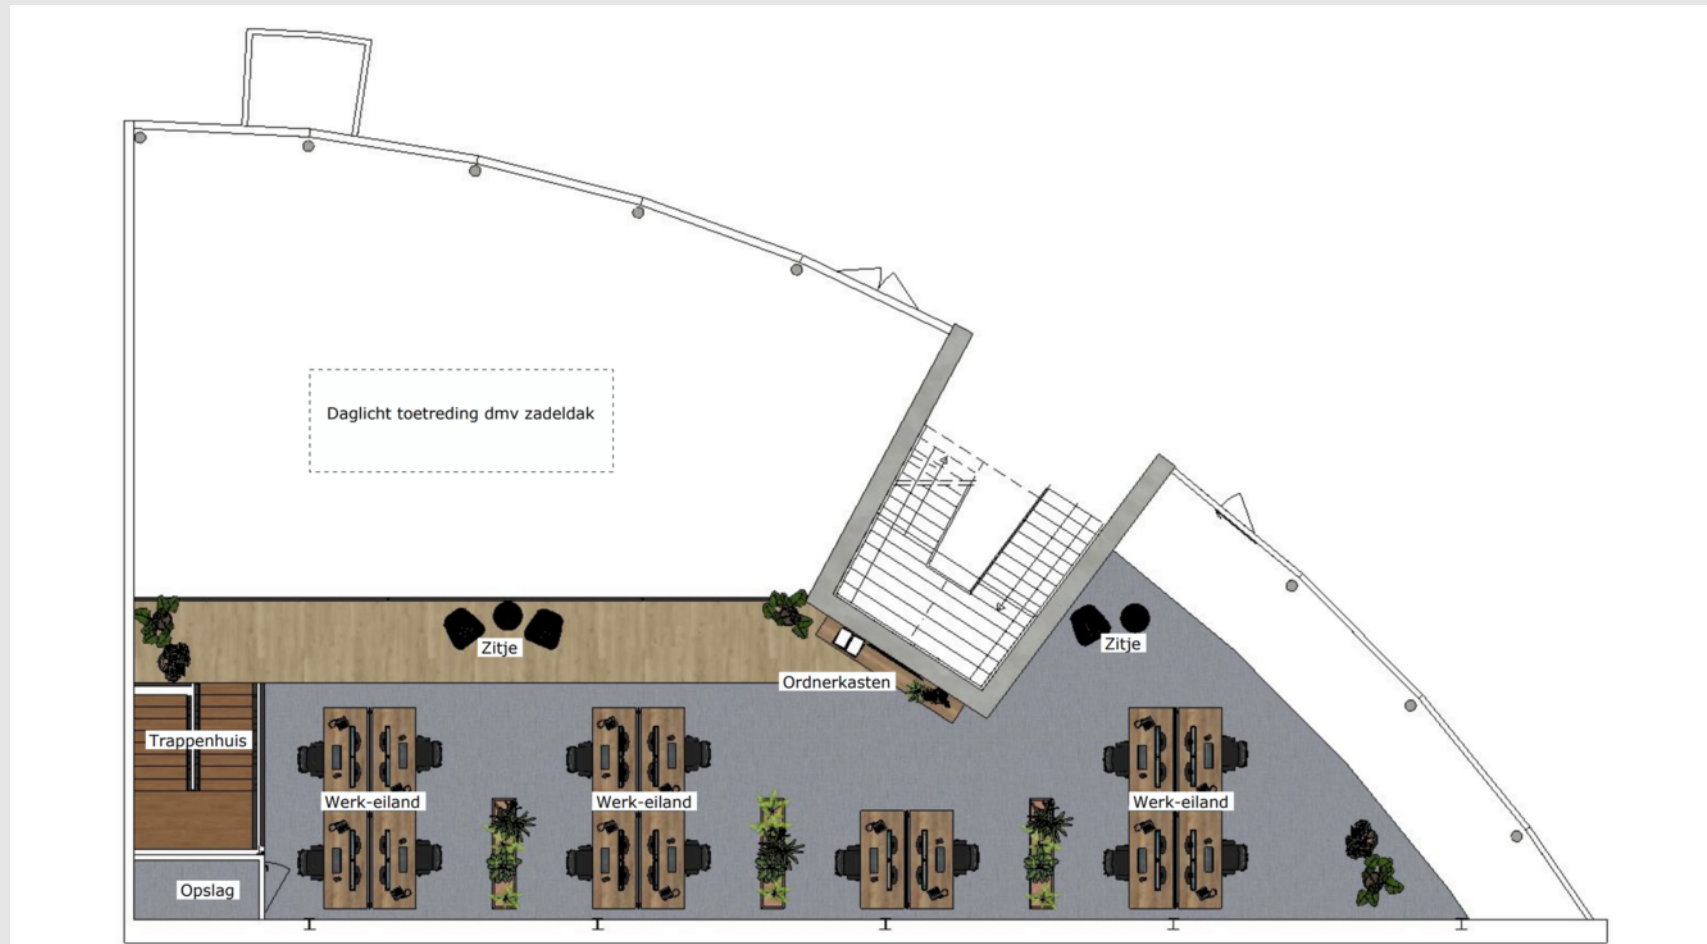 Daglicht toetreding dmv zadeldak
Zitje
Zitje
Ordnerkasten
Trappenhuis
Werk-eiland
Werk-eiland
Werk-eiland
Opslag